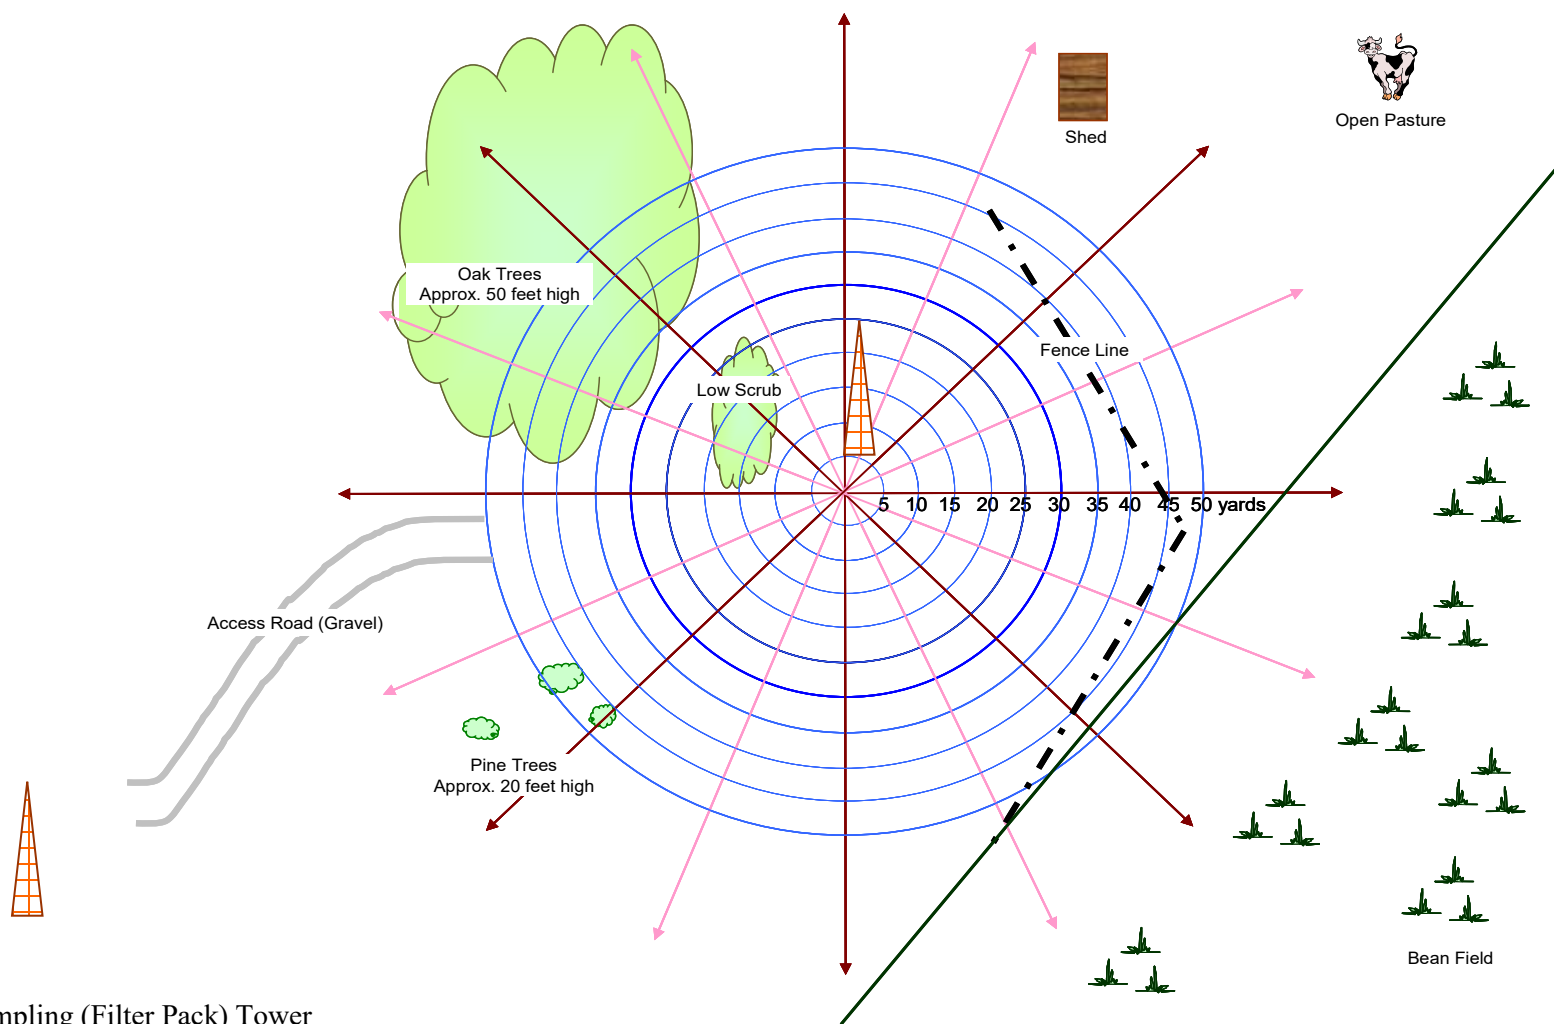 Shed
Open Pasture
Oak Trees
Approx. 50 feet high
Fence Line
Low Scrub
5 10 15 20 25 30 35 40 45 50 yards
Access Road (Gravel)
Pine Trees
Approx. 20 feet high
Bean Field
(Filter Pack) Tower